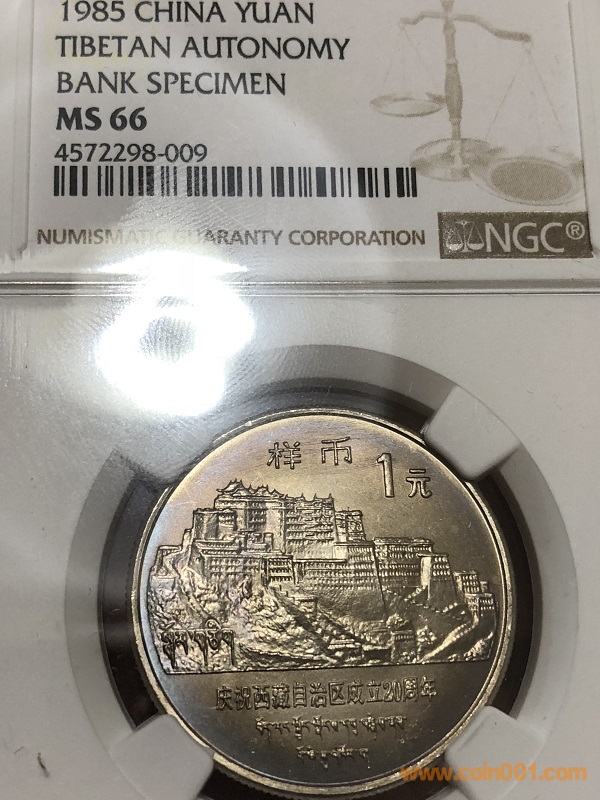 1985 CHINA YUAN
TIBETAN AUTONOMY
BANK SPECIMEN
MS 66
4572298-009
NUMISMATIC GUARANTY CORPORATION
NGC®
样币
1元
庆祝西藏自治区成立20周年
www.coin001.com